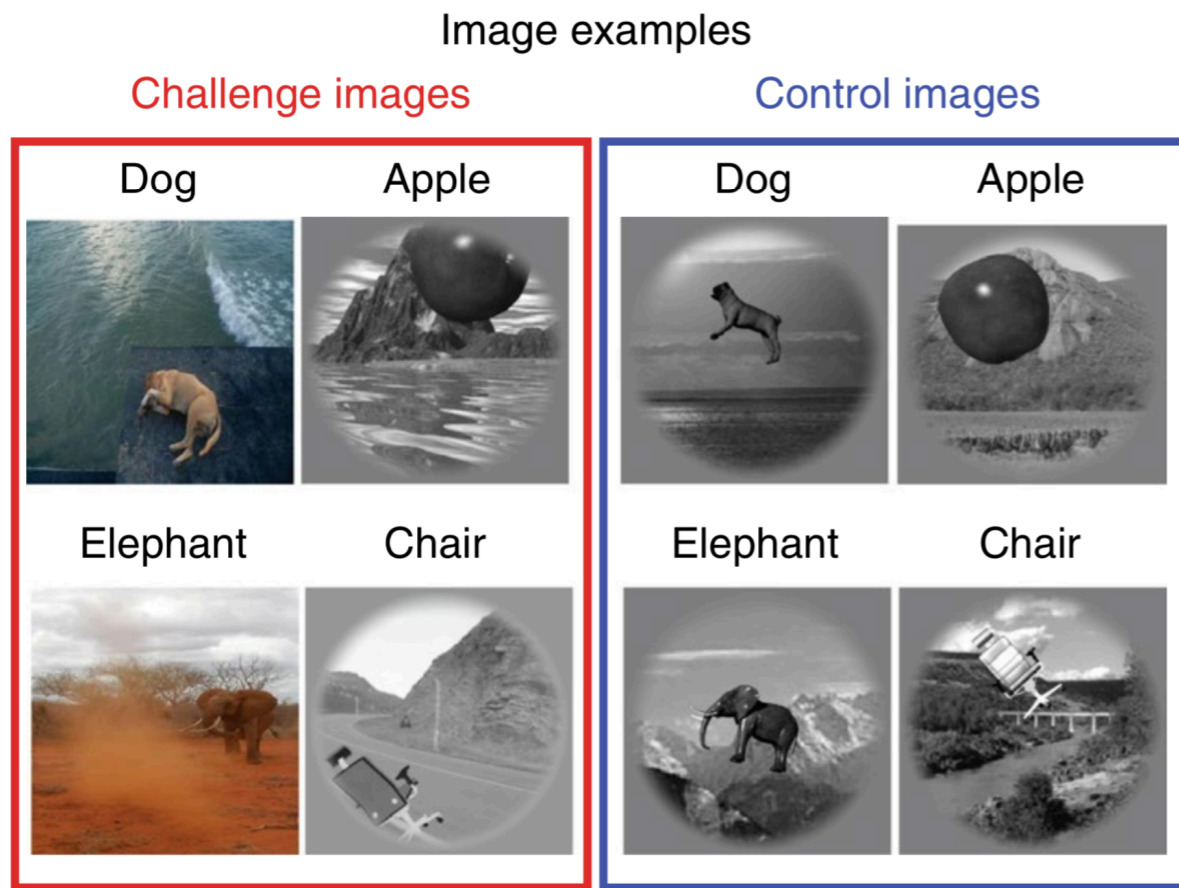 Image examples
Challenge images
Control images
Dog
Apple
Dog
Apple
Elephant
Chair
Elephant
Chair